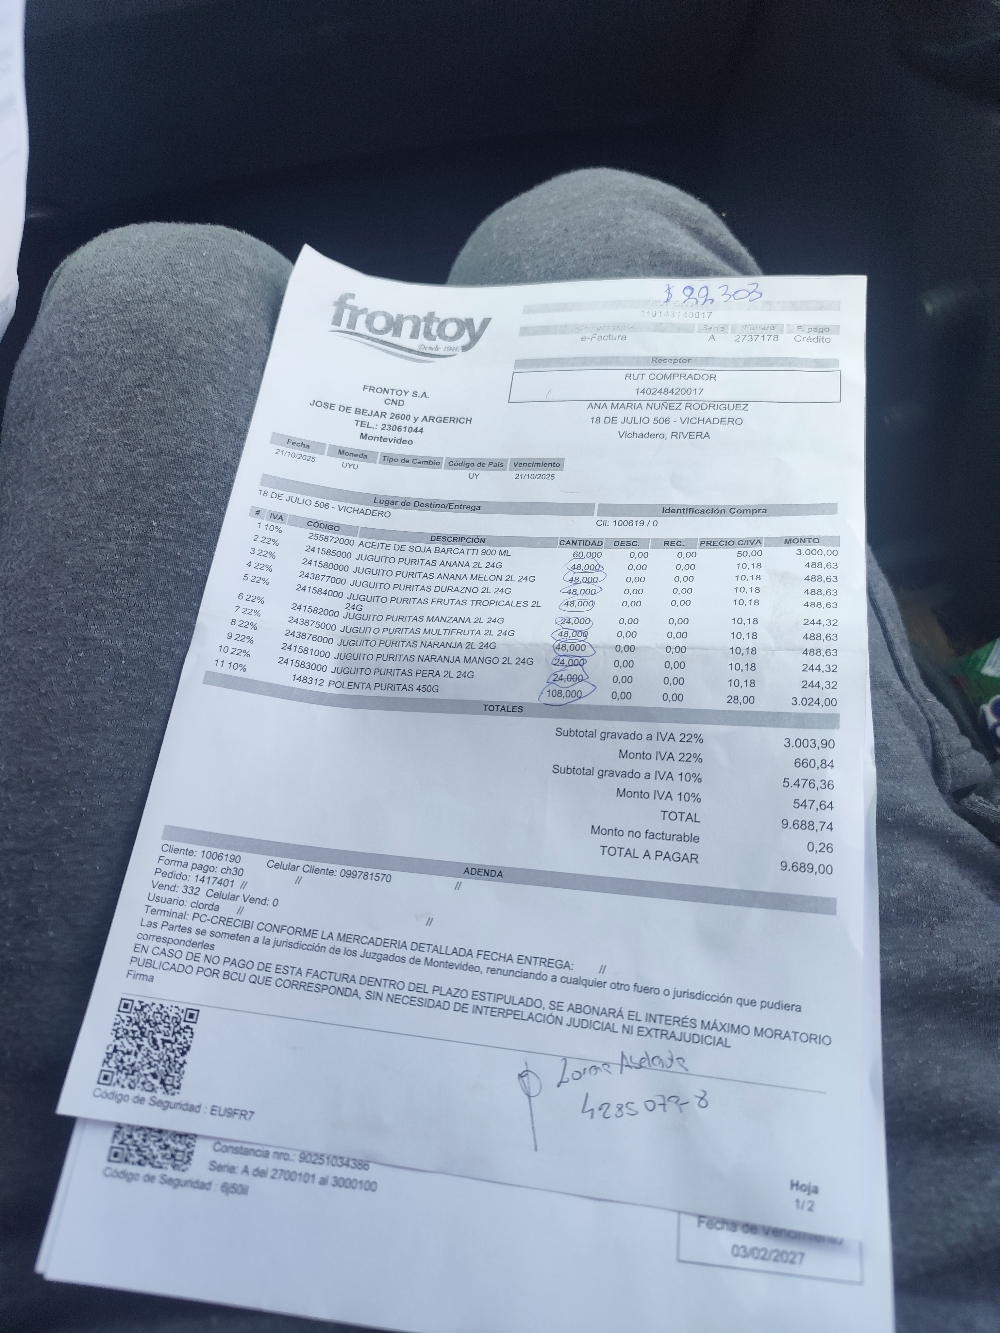 $ 22.303
frontoy
Desde 1946
210143140017
Serie Número F. pago
e-Factura A 2737178 Crédito
Receptor
RUT COMPRADOR
140248420017
ANA MARIA NUÑEZ RODRIGUEZ
18 DE JULIO 506 - VICHADERO
Vichadero, RIVERA
FRONTOY S.A.
CND
JOSE DE BEJAR 2600 y ARGERICH
TEL.: 23061044
Montevideo
Fecha Moneda Tipo de Cambio Código de País Vencimiento
21/10/2025 UYU UY 21/10/2025
Lugar de Destino/Entrega Identificación Compra
18 DE JULIO 506 - VICHADERO Cli: 100619 / 0
# IVA CÓDIGO DESCRIPCIÓN CANTIDAD DESC. REC. PRECIO C/IVA MONTO
1 10% 255872000 ACEITE DE SOJA BARCATTI 900 ML 60,000 0,00 0,00 50,00 3.000,00
2 22% 241585000 JUGUITO PURITAS ANANA 2L 24G 48,000 0,00 0,00 10,18 488,63
3 22% 241580000 JUGUITO PURITAS ANANA MELON 2L 24G 48,000 0,00 0,00 10,18 488,63
4 22% 243877000 JUGUITO PURITAS DURAZNO 2L 24G 48,000 0,00 0,00 10,18 488,63
5 22% 241584000 JUGUITO PURITAS FRUTAS TROPICALES 2L 24G 48,000 0,00 0,00 10,18 488,63
6 22% 241582000 JUGUITO PURITAS MANZANA 2L 24G 24,000 0,00 0,00 10,18 244,32
7 22% 243875000 JUGUITO PURITAS MULTIFRUTA 2L 24G 48,000 0,00 0,00 10,18 488,63
8 22% 243876000 JUGUITO PURITAS NARANJA 2L 24G 48,000 0,00 0,00 10,18 488,63
9 22% 241581000 JUGUITO PURITAS NARANJA MANGO 2L 24G 24,000 0,00 0,00 10,18 244,32
10 22% 241583000 JUGUITO PURITAS PERA 2L 24G 24,000 0,00 0,00 10,18 244,32
11 10% 148312 POLENTA PURITAS 450G 108,000 0,00 0,00 28,00 3.024,00
TOTALES
Subtotal gravado a IVA 22% 3.003,90
Monto IVA 22% 660,84
Subtotal gravado a IVA 10% 5.476,36
Monto IVA 10% 547,64
TOTAL 9.688,74
Monto no facturable 0,26
TOTAL A PAGAR 9.689,00
ADENDA
Cliente: 1006190 Celular Cliente: 099781570 //
Forma pago: ch30 //
Pedido: 1417401 //
Vend: 332 Celular Vend: 0
Usuario: clorda // //
Terminal: PC-CRECIBI CONFORME LA MERCADERIA DETALLADA FECHA ENTREGA: //
Las Partes se someten a la jurisdicción de los Juzgados de Montevideo, renunciando a cualquier otro fuero o jurisdicción que pudiera
corresponderles
EN CASO DE NO PAGO DE ESTA FACTURA DENTRO DEL PLAZO ESTIPULADO, SE ABONARÁ EL INTERÉS MÁXIMO MORATORIO
PUBLICADO POR BCU QUE CORRESPONDA, SIN NECESIDAD DE INTERPELACIÓN JUDICIAL NI EXTRAJUDICIAL
Firma
4285079-8
Código de Seguridad : EU9FR7
Constancia nro.: 90251034386
Serie: A del 2700101 al 3000100
Código de Seguridad : 6j50iI
Hoja
1/ 2
Fecha de Vencimiento
03/02/2027